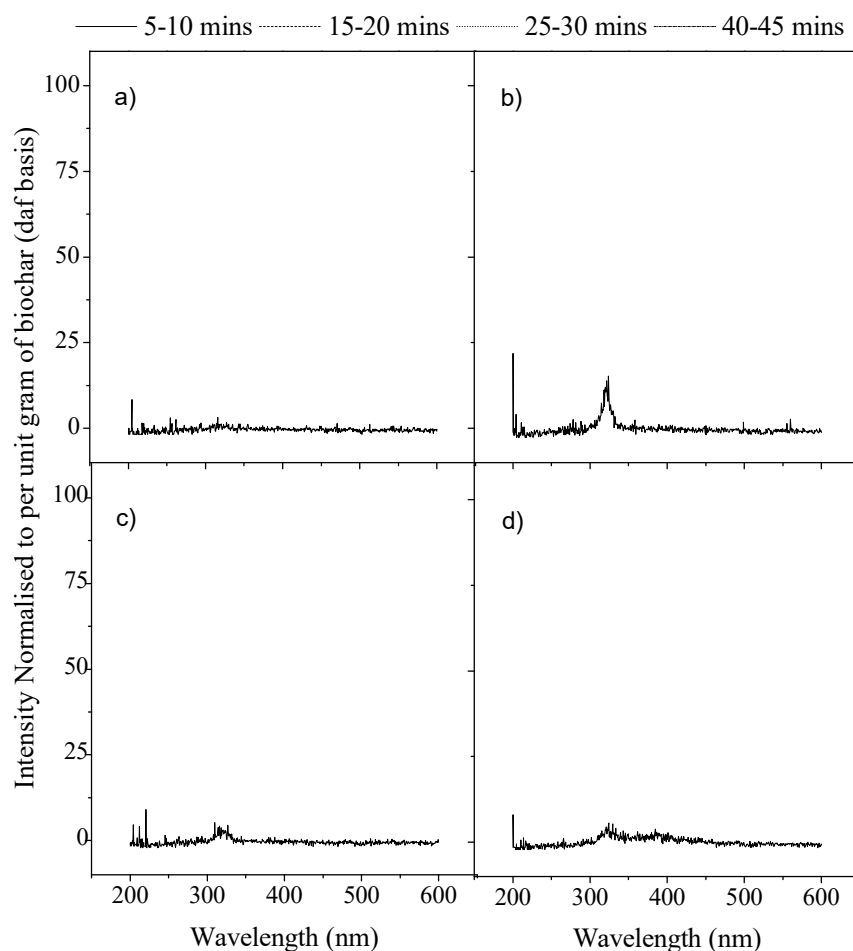 5-10 mins 15-20 mins 25-30 mins 40-45 mins
Intensity Normalised to per unit gram of biochar (daf basis)
a)
b)
100
75
50
25
0
c)
d)
100
75
50
25
0
200 300 400 500 600 200 300 400 500 600
Wavelength (nm) Wavelength (nm)